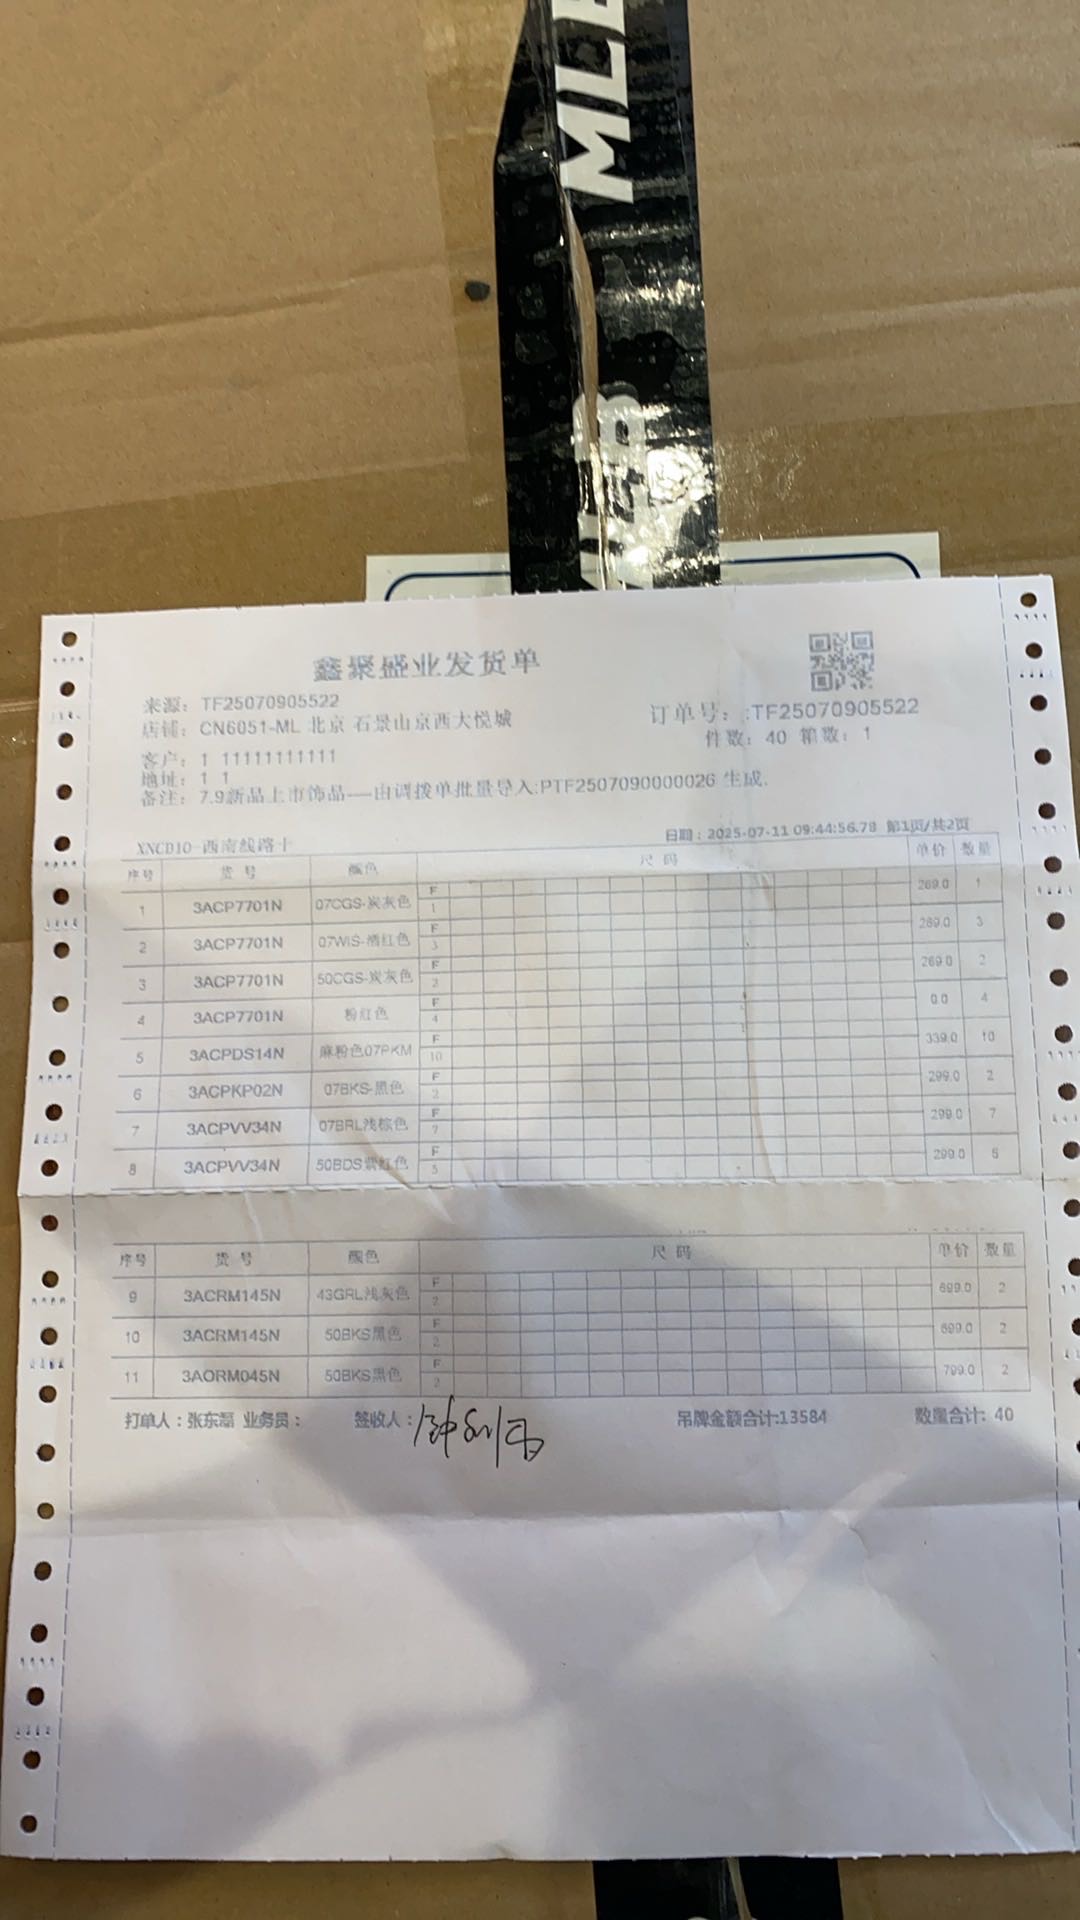 MLB
MLB
鑫聚盛业发货单
来源： TF25070905522
店铺： CN6051-ML 北京 石景山京西大悦城
订单号： :TF25070905522
件数： 40 箱数： 1
客户： 1 11111111111
地址： 1 1
备注： 7.9新品上市饰品----由调拨单批量导入:PTF2507090000026 生成.
XNCD10-西南线路十
日期：2025-07-11 09:44:56.78 第1页/共2页
序号 货 号 颜色 尺 码 单价 数量
1 3ACP7701N 07CGS-炭灰色 F 1 269.0 1
2 3ACP7701N 07WIS-酒红色 F 3 269.0 3
3 3ACP7701N 50CGS-炭灰色 F 2 269.0 2
4 3ACP7701N 粉红色 F 4 0.0 4
5 3ACPDS14N 麻粉色07PKM F 10 339.0 10
6 3ACPKP02N 07BKS-黑色 F 2 299.0 2
7 3ACPVV34N 07BRL浅棕色 F 7 299.0 7
8 3ACPVV34N 50BDS紫红色 F 5 299.0 5
序号 货 号 颜色 尺 码 单价 数量
9 3ACRM145N 43GRL浅灰色 F 2 699.0 2
10 3ACRM145N 50BKS黑色 F 2 699.0 2
11 3AORM045N 50BKS黑色 F 2 799.0 2
打单人：张东磊 业务员： 签收人： 吊牌金额合计:13584 数量合计: 40